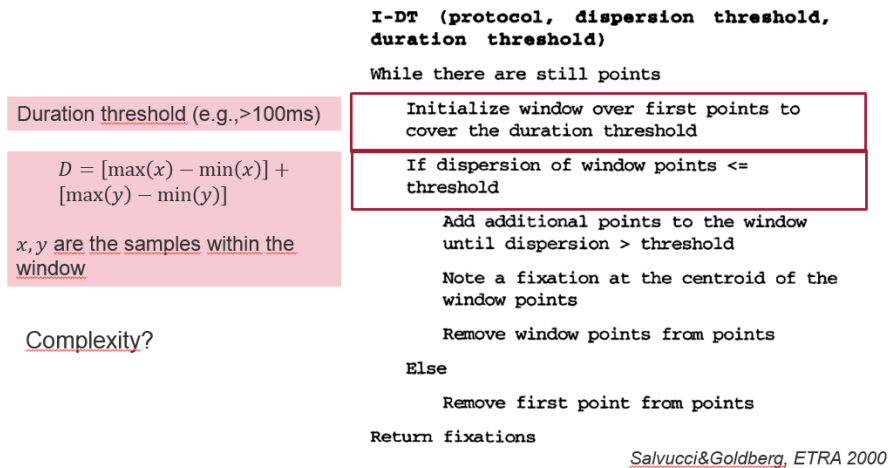 I-DT (protocol, dispersion threshold,
duration threshold)
While there are still points
Duration threshold (e.g.,>100ms)
Initialize window over first points to
cover the duration threshold
D = [max(x) − min(x)] +
[max(y) − min(y)]
x, y are the samples within the
window
If dispersion of window points <=
threshold
Add additional points to the window
until dispersion > threshold
Note a fixation at the centroid of the
window points
Complexity?
Remove window points from points
Else
Remove first point from points
Return fixations
Salvucci&Goldberg, ETRA 2000